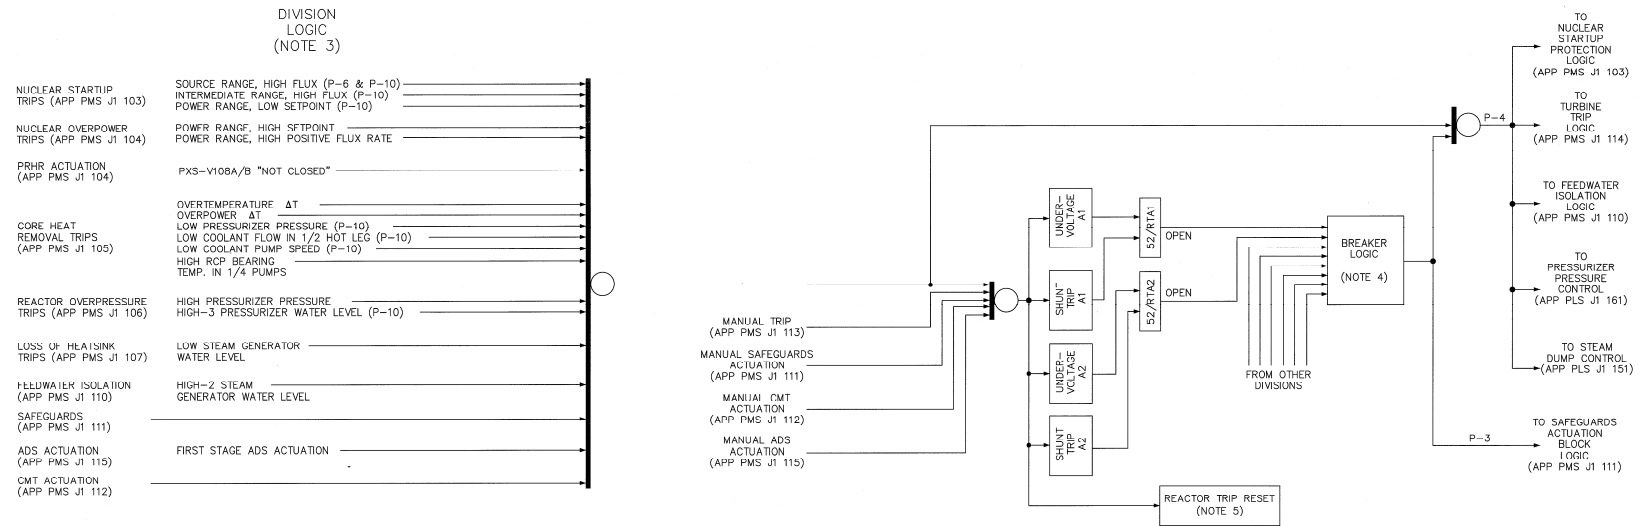 DIVISION
LOGIC
(NOTE 3)
NUCLEAR STARTUP
TRIPS (APP PMS J1 103)
SOURCE RANGE, HIGH FLUX (P-6 & P-10)
INTERMEDIATE RANGE, HIGH FLUX (P-10)
POWER RANGE, LOW SETPOINT (P-10)
NUCLEAR OVERPOWER
TRIPS (APP PMS J1 104)
POWER RANGE, HIGH SETPOINT
POWER RANGE, HIGH POSITIVE FLUX RATE
PRHR ACTUATION
(APP PMS J1 104)
PXS-V108A/B "NOT CLOSED"
CORE HEAT
REMOVAL TRIPS
(APP PMS J1 105)
OVERTEMPERATURE ΔT
OVERPOWER ΔT
LOW PRESSURIZER PRESSURE (P-10)
LOW COOLANT FLOW IN 1/2 HOT LEG (P-10)
LOW COOLANT PUMP SPEED (P-10)
HIGH RCP BEARING
TEMP. IN 1/4 PUMPS
REACTOR OVERPRESSURE
TRIPS (APP PMS J1 106)
HIGH PRESSURIZER PRESSURE
HIGH-3 PRESSURIZER WATER LEVEL (P-10)
LOSS OF HEATSINK
TRIPS (APP PMS J1 107)
LOW STEAM GENERATOR
WATER LEVEL
FEEDWATER ISOLATION
(APP PMS J1 110)
HIGH-2 STEAM
GENERATOR WATER LEVEL
SAFEGUARDS
(APP PMS J1 111)
ADS ACTUATION
(APP PMS J1 115)
FIRST STAGE ADS ACTUATION
CMT ACTUATION
(APP PMS J1 112)
MANUAL TRIP
(APP PMS J1 113)
MANUAL SAFEGUARDS
ACTUATION
(APP PMS J1 111)
MANUAL CMT
ACTUATION
(APP PMS J1 112)
MANUAL ADS
ACTUATION
(APP PMS J1 115)
UNDER-
VOLTAGE
A1
SHUNT
TRIP
A1
UNDER-
VOLTAGE
A2
SHUNT
TRIP
A2
52/RTA1
OPEN
52/RTA2
OPEN
REACTOR TRIP RESET
(NOTE 5)
FROM OTHER
DIVISIONS
BREAKER
LOGIC
(NOTE 4)
P-4
P-3
TO
NUCLEAR
STARTUP
PROTECTION
LOGIC
(APP PMS J1 103)
TO
TURBINE
TRIP
LOGIC
(APP PMS J1 114)
TO FEEDWATER
ISOLATION
LOGIC
(APP PMS J1 110)
TO
PRESSURIZER
PRESSURE
CONTROL
(APP PLS J1 161)
TO STEAM
DUMP CONTROL
(APP PLS J1 151)
TO SAFEGUARDS
ACTUATION
BLOCK
LOGIC
(APP PMS J1 111)